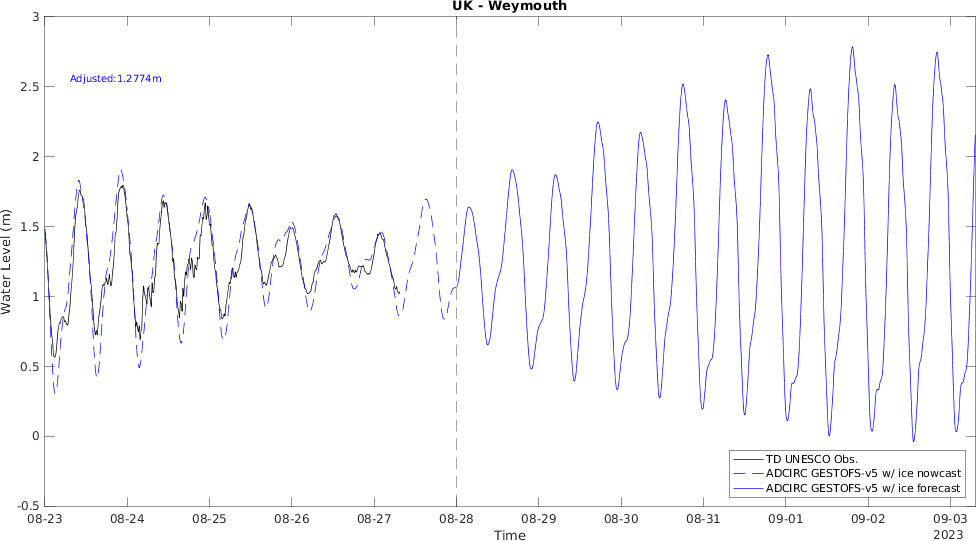 UK - Weymouth
3
2.5
2
1.5
1
0.5
0
-0.5
Water Level (m)
Adjusted:1.2774m
TD UNESCO Obs.
ADCIRC GESTOFS-v5 w/ ice nowcast
ADCIRC GESTOFS-v5 w/ ice forecast
08-23 08-24 08-25 08-26 08-27 08-28 08-29 08-30 08-31 09-01 09-02 09-03
Time
2023